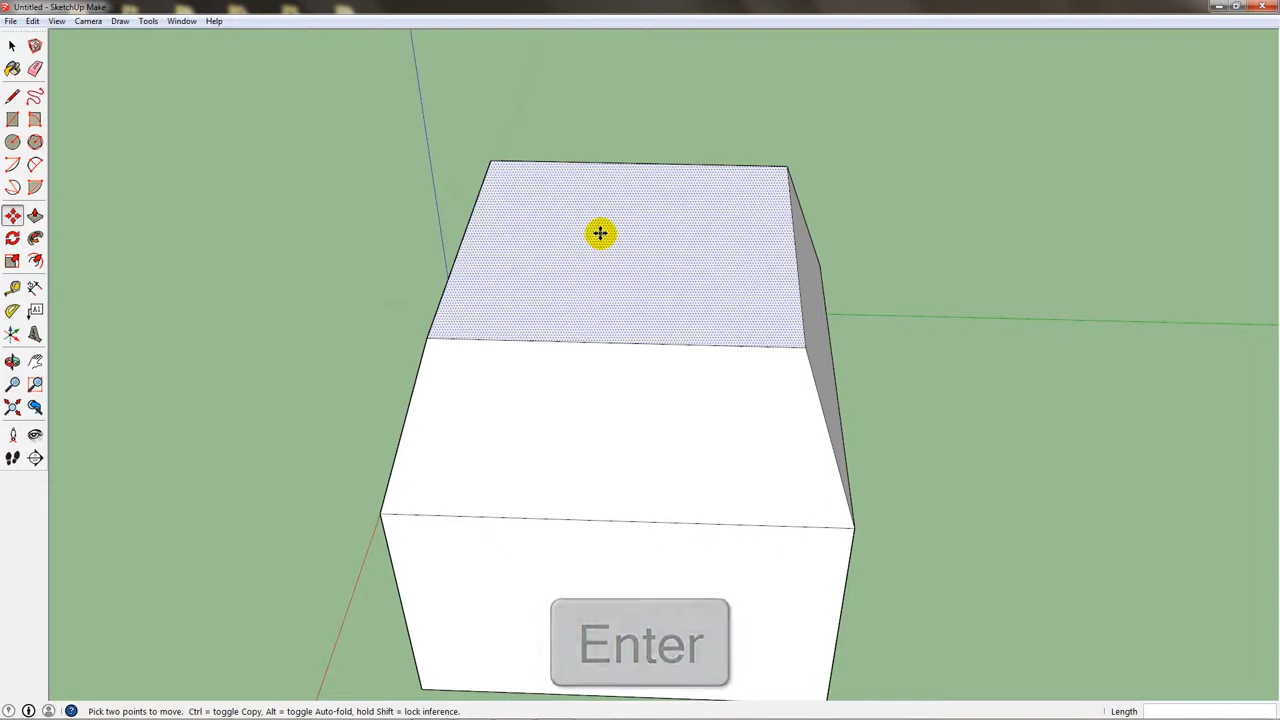 Untitled - SketchUp Make
File Edit View Camera Draw Tools Window Help
A1
Enter
Pick two points to move. Ctrl = toggle Copy, Alt = toggle Auto-fold, hold Shift = lock inference.
Length